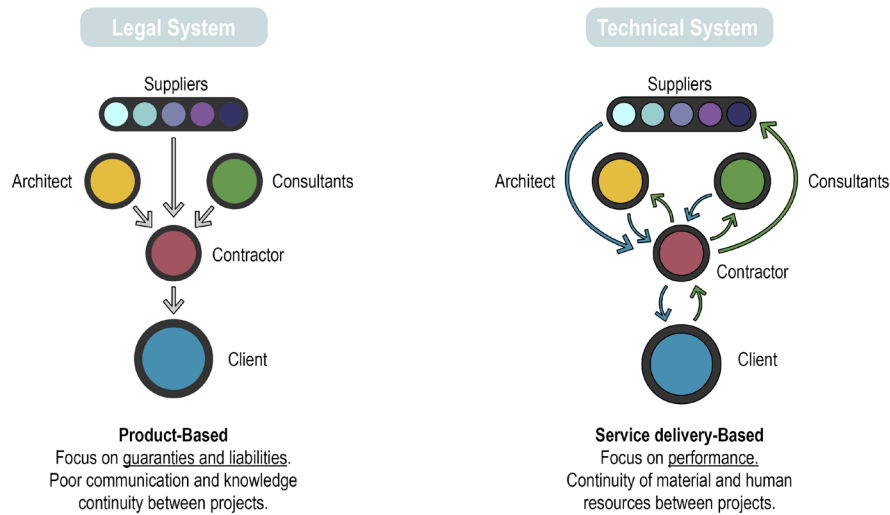 Legal System
Suppliers
Architect
Consultants
Contractor
Client
Product-Based
Focus on guaranties and liabilities.
Poor communication and knowledge
continuity between projects.
Technical System
Suppliers
Architect
Consultants
Contractor
Client
Service delivery-Based
Focus on performance.
Continuity of material and human
resources between projects.